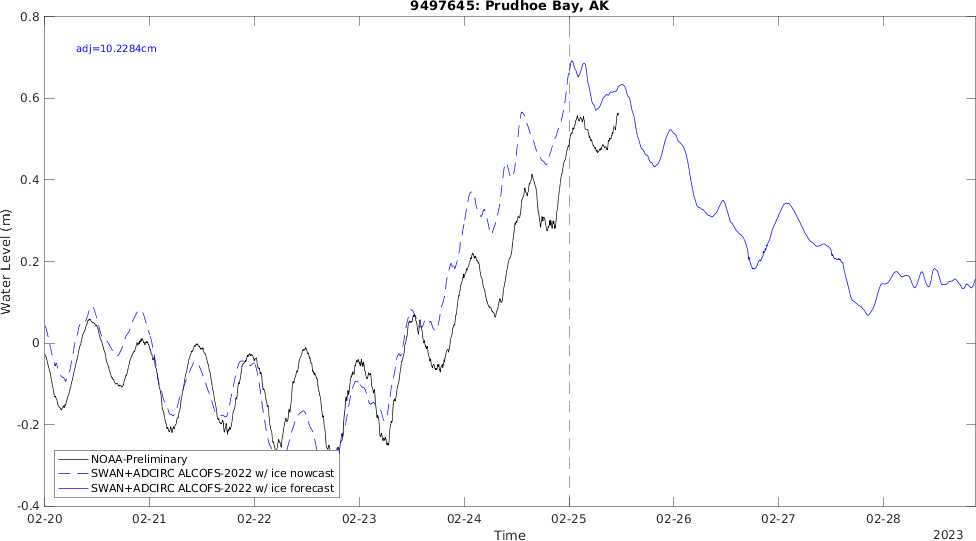 9497645: Prudhoe Bay, AK
adj=10.2284cm
Water Level (m)
0.8
0.6
0.4
0.2
0
-0.2
-0.4
NOAA-Preliminary
SWAN+ADCIRC ALCOFS-2022 w/ ice nowcast
SWAN+ADCIRC ALCOFS-2022 w/ ice forecast
02-20 02-21 02-22 02-23 02-24 02-25 02-26 02-27 02-28
Time
2023